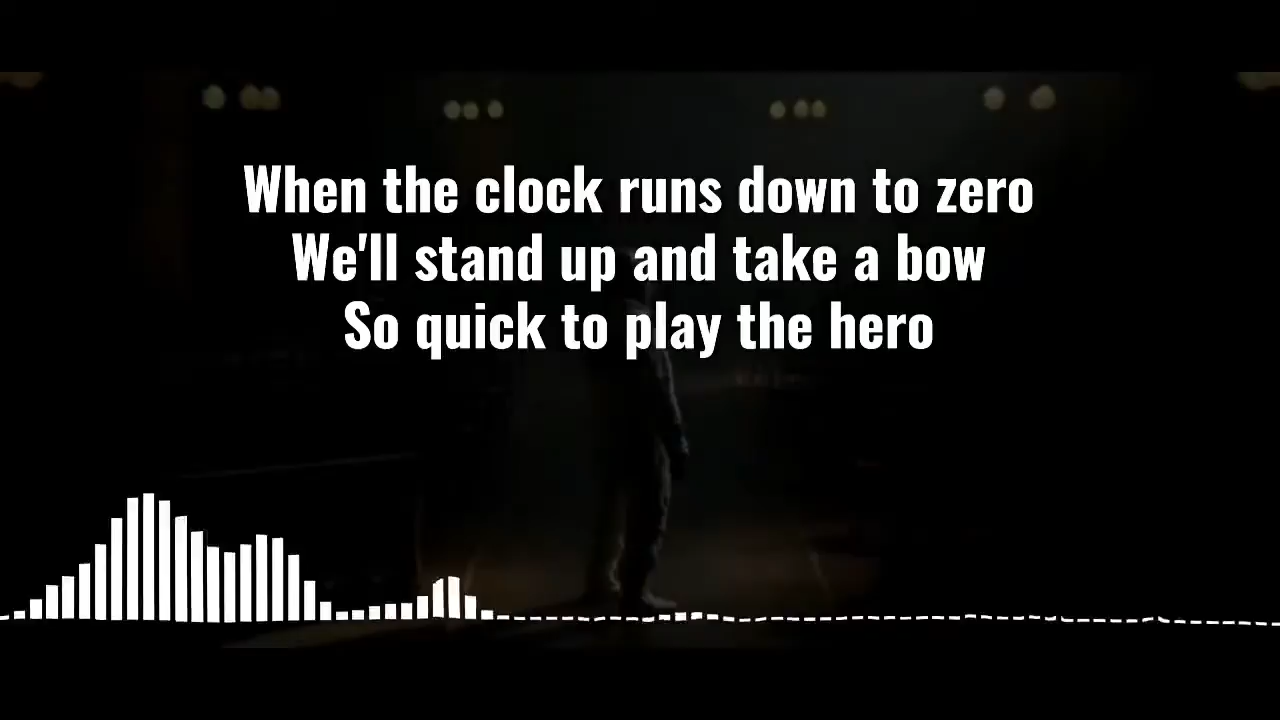 When the clock runs down to zero
We'll stand up and take a bow
So quick to play the hero